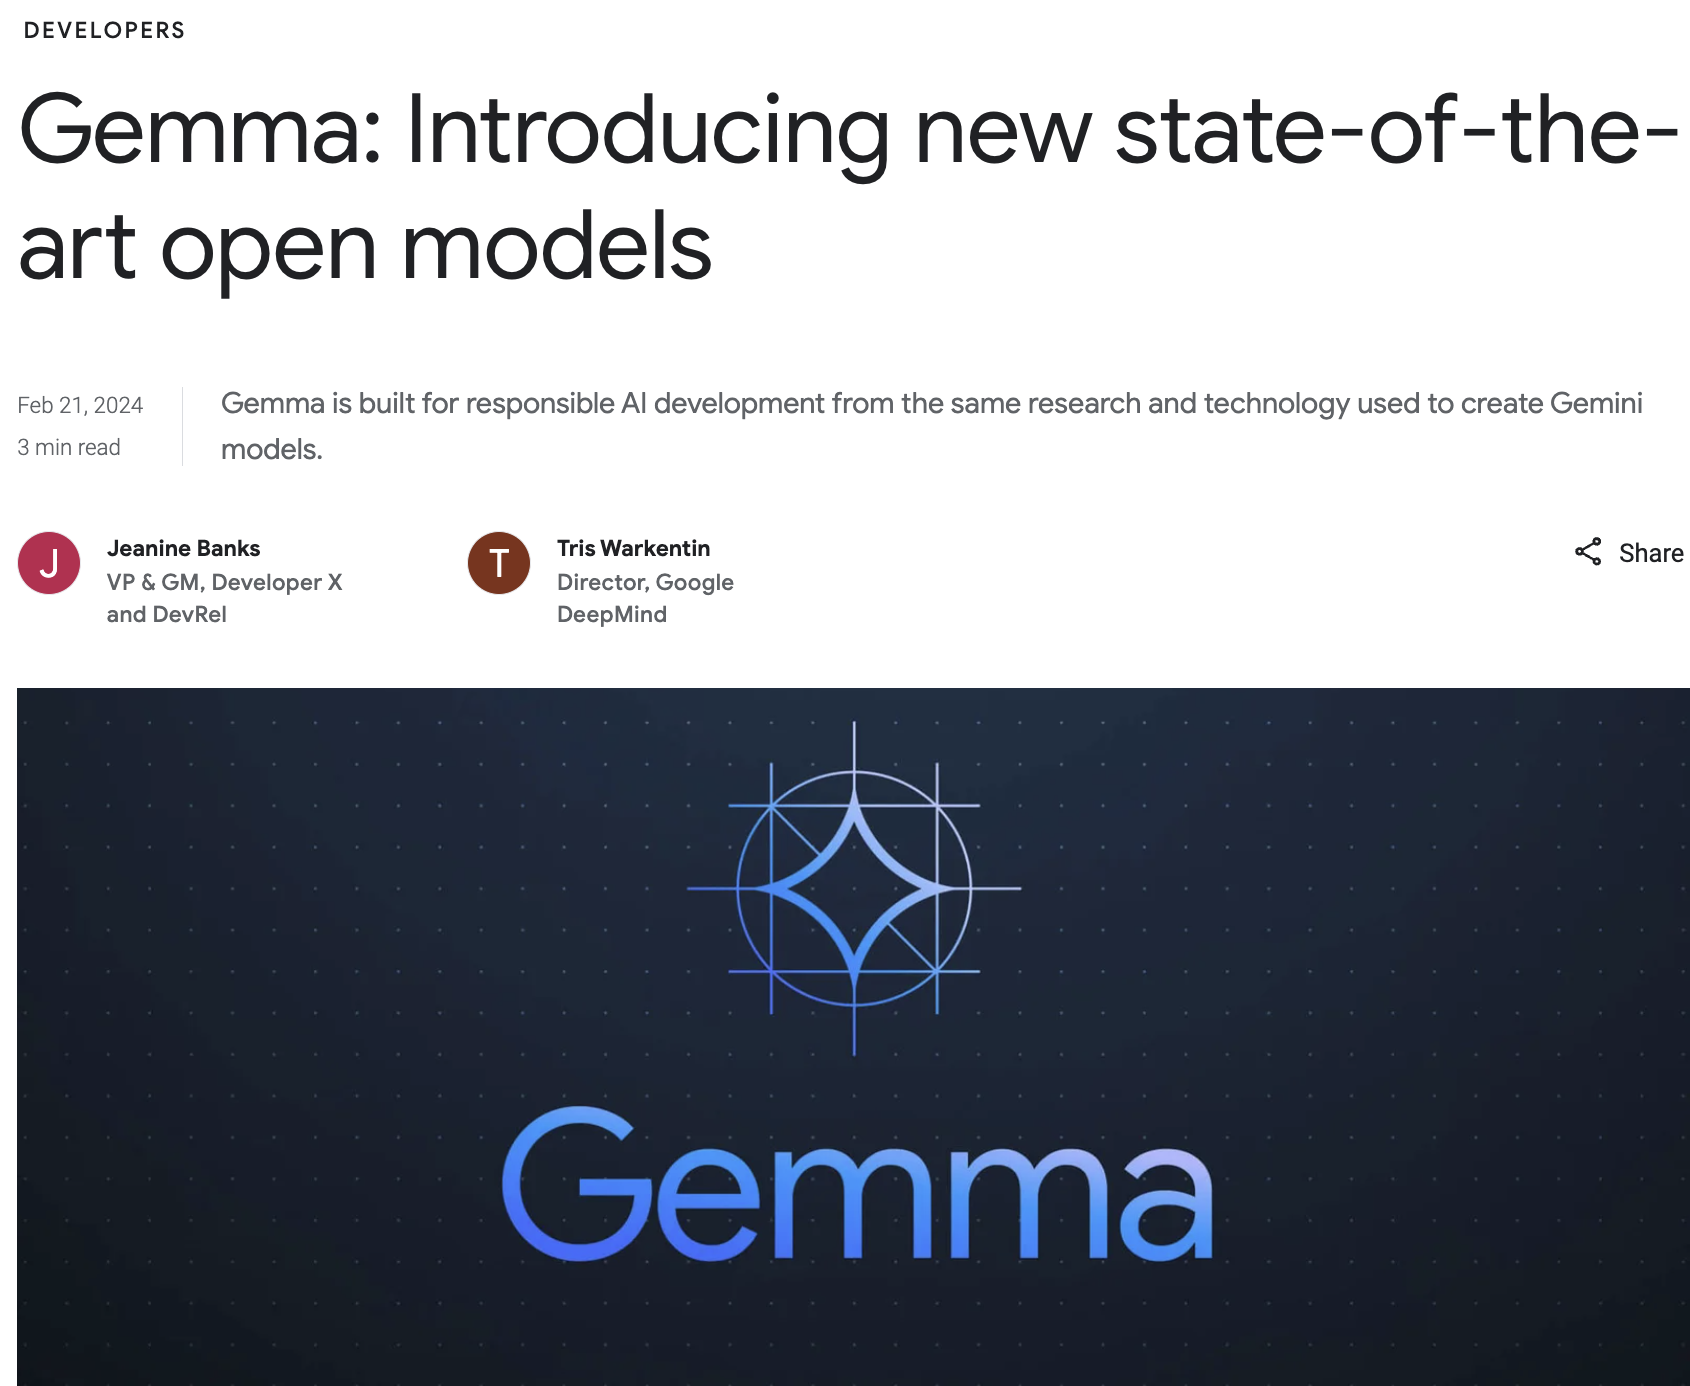 DEVELOPERS
Gemma: Introducing new state-of-the-
art open models
Feb 21, 2024
3 min read
Gemma is built for responsible AI development from the same research and technology used to create Gemini
models.
J
Jeanine Banks
VP & GM, Developer X
and DevRel
T
Tris Warkentin
Director, Google
DeepMind
Share
Gemma